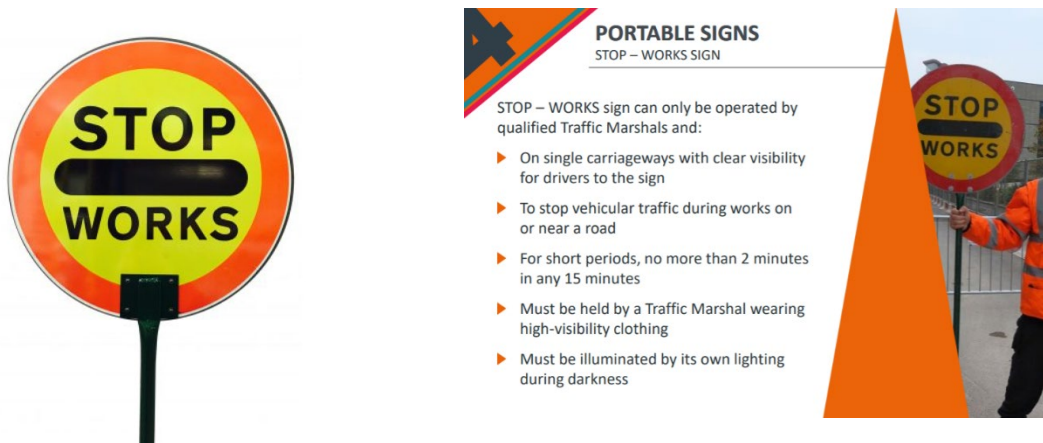 STOP
WORKS
4
PORTABLE SIGNS
STOP – WORKS SIGN
STOP – WORKS sign can only be operated by
qualified Traffic Marshals and:
On single carriageways with clear visibility
for drivers to the sign
To stop vehicular traffic during works on
or near a road
For short periods, no more than 2 minutes
in any 15 minutes
Must be held by a Traffic Marshal wearing
high-visibility clothing
Must be illuminated by its own lighting
during darkness
STOP
WORKS